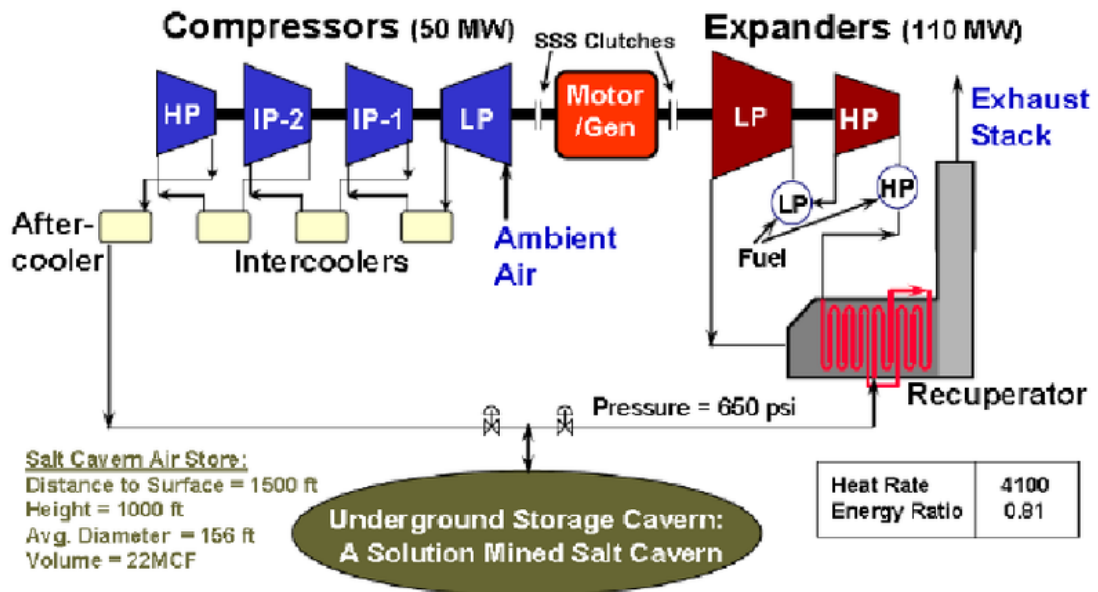 Compressors (50 MW)
SSS Clutches
Expanders (110 MW)
HP
IP-2
IP-1
LP
Motor
/Gen
LP
HP
Exhaust
Stack
LP
HP
After-
cooler
Intercoolers
Ambient
Air
Fuel
Recuperator
Pressure = 650 psi
Salt Cavern Air Store:
Distance to Surface = 1500 ft
Height = 1000 ft
Avg. Diameter = 156 ft
Volume = 22MCF
Underground Storage Cavern:
A Solution Mined Salt Cavern
Heat Rate 4100
Energy Ratio 0.81